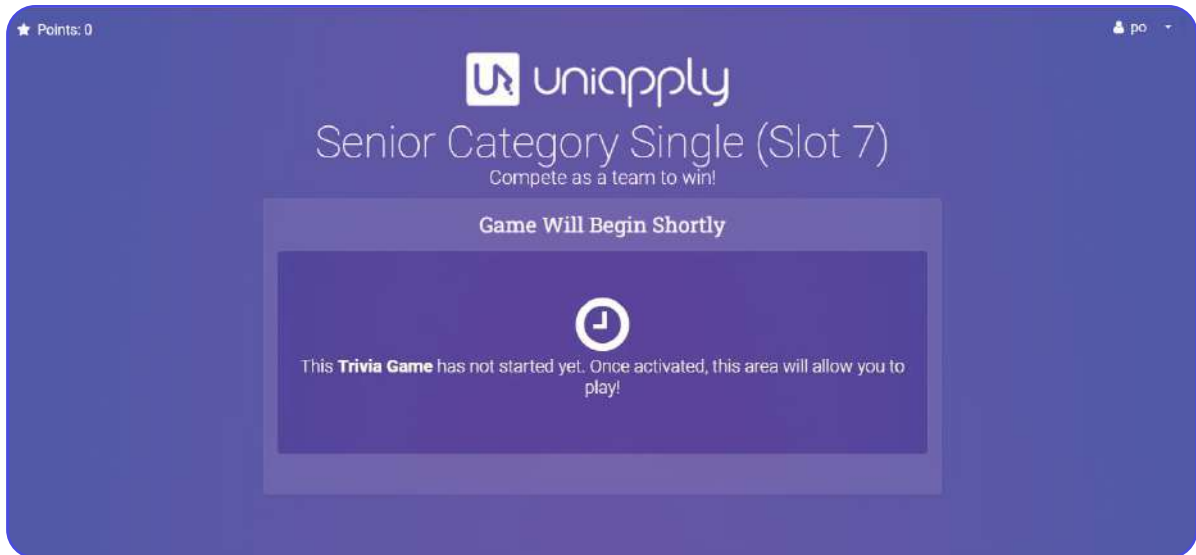 Points: 0
po
uniapply
Senior Category Single (Slot 7)
Compete as a team to win!
Game Will Begin Shortly
This Trivia Game has not started yet. Once activated, this area will allow you to
play!